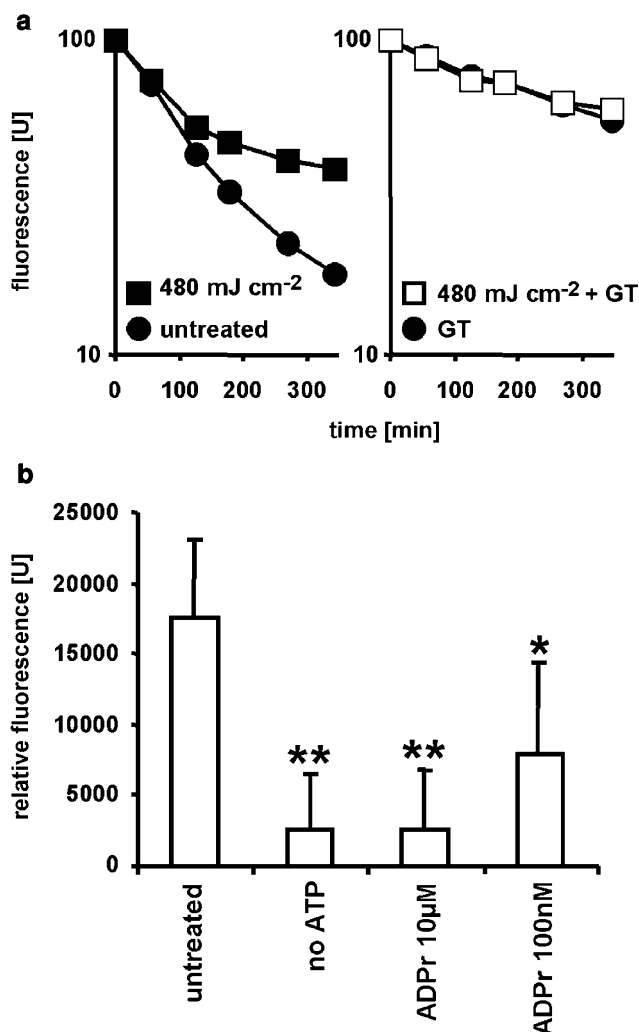 a
100
fluorescence [U]
480 mJ cm-2
untreated
10
0 100 200 300
100
480 mJ cm-2 + GT
GT
10
0 100 200 300
time [min]
b
relative fluorescence [U]
25000
20000
15000
10000
5000
0
** ** *
untreated
no ATP
ADPr 10µM
ADPr 100nM